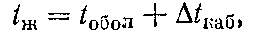 tж = tобол + Δtкаб,